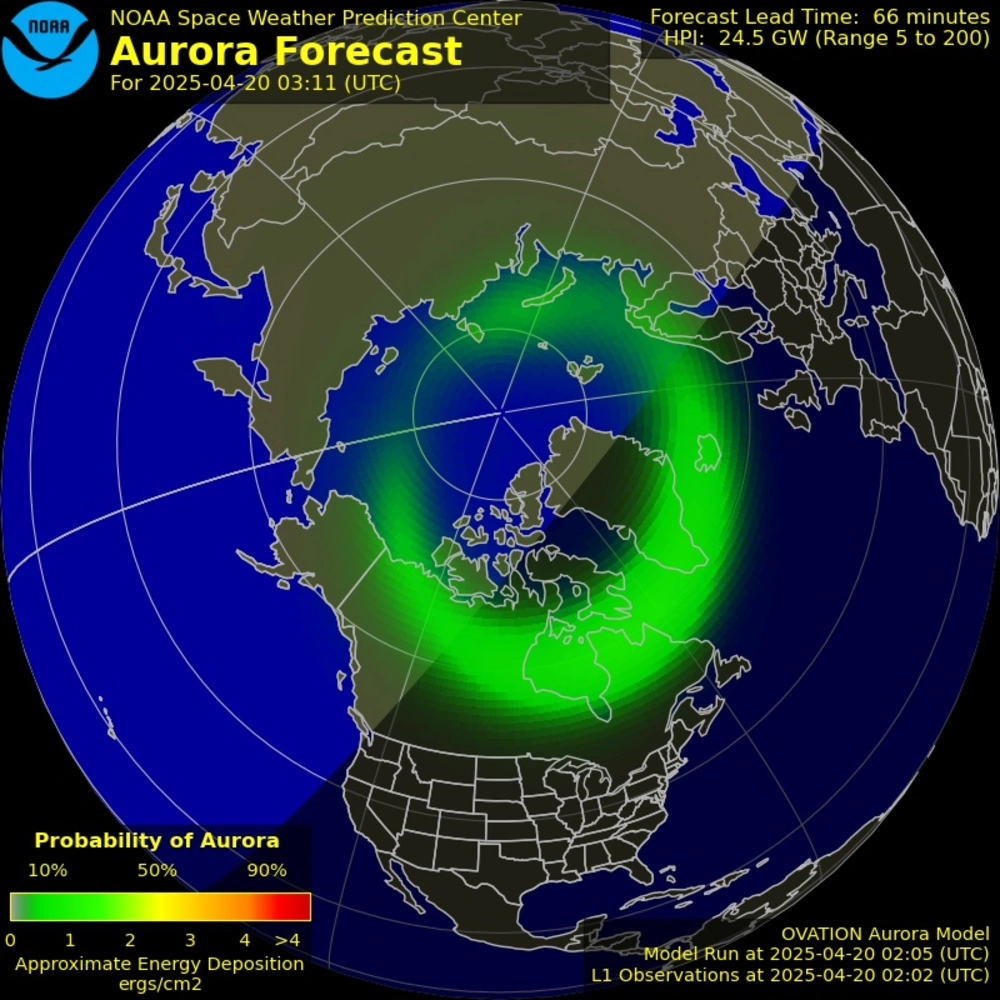 NOAA
NOAA Space Weather Prediction Center
Aurora Forecast
For 2025-04-20 03:11 (UTC)
Forecast Lead Time: 66 minutes
HPI: 24.5 GW (Range 5 to 200)
Probability of Aurora
10% 50% 90%
0 1 2 3 4 >4
Approximate Energy Deposition
ergs/cm2
OVATION Aurora Model
Model Run at 2025-04-20 02:05 (UTC)
L1 Observations at 2025-04-20 02:02 (UTC)